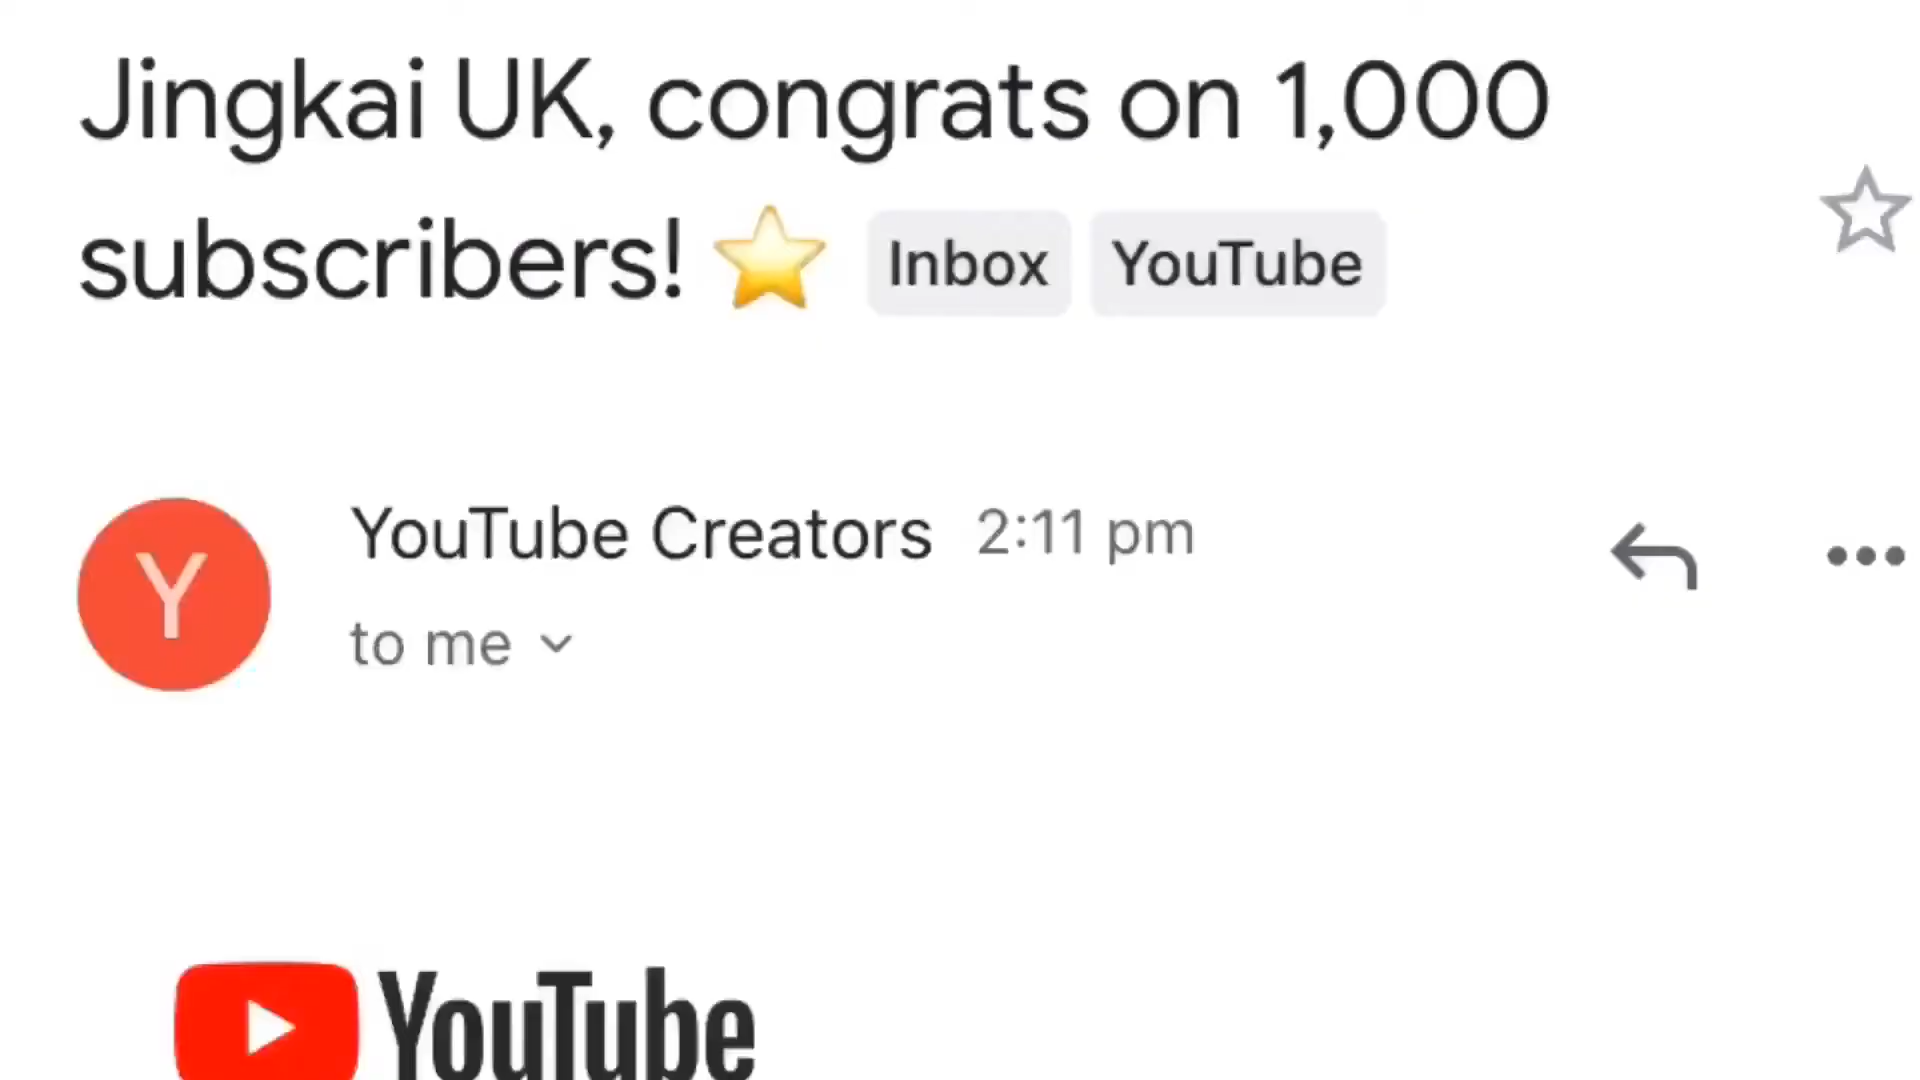 Jingkai UK, congrats on 1,000
subscribers! ⭐ Inbox YouTube
YouTube Creators 2:11 pm
Y
to me
YouTube